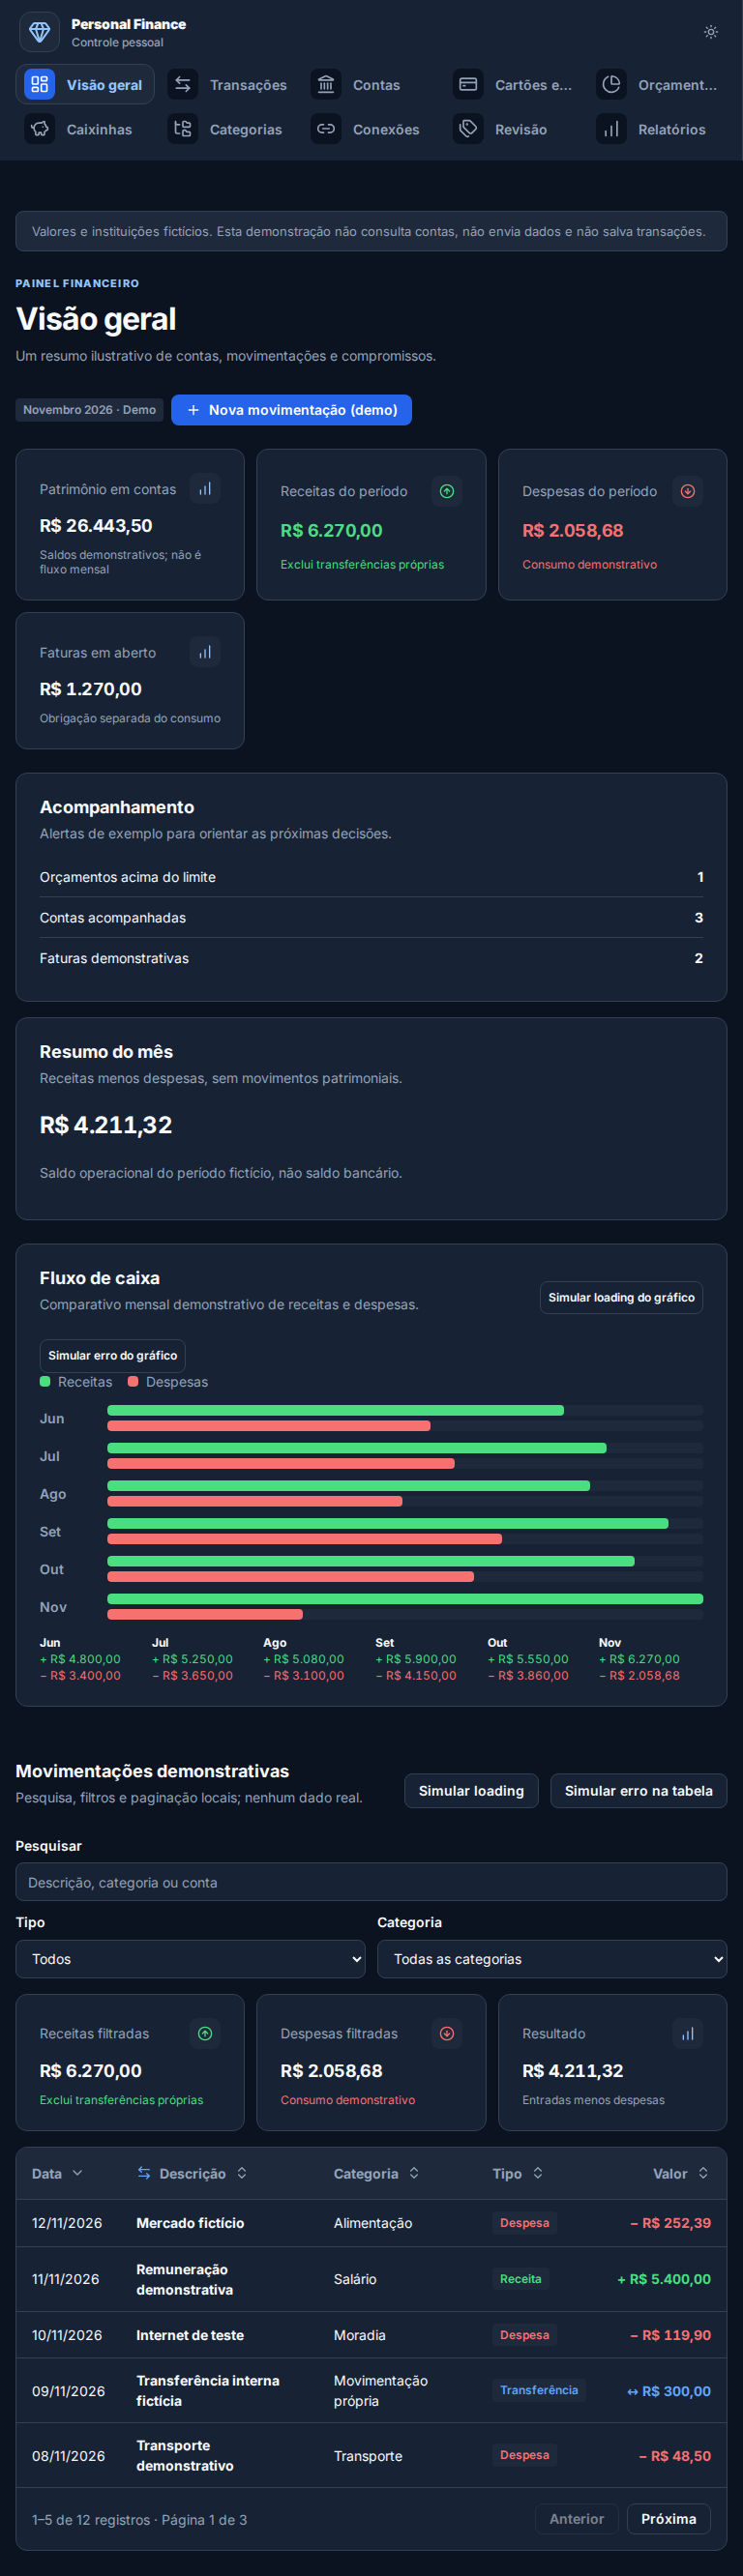 Personal Finance
Controle pessoal
Visão geral
Transações
Contas
Cartões e...
Orçament...
Caixinhas
Categorias
Conexões
Revisão
Relatórios
Valores e instituições fictícios. Esta demonstração não consulta contas, não envia dados e não salva transações.
PAINEL FINANCEIRO
Visão geral
Um resumo ilustrativo de contas, movimentações e compromissos.
Novembro 2026 · Demo
Nova movimentação (demo)
Patrimônio em contas
R$ 26.443,50
Saldos demonstrativos; não é
fluxo mensal
Receitas do período
R$ 6.270,00
Exclui transferências próprias
Despesas do período
R$ 2.058,68
Consumo demonstrativo
Faturas em aberto
R$ 1.270,00
Obrigação separada do consumo
Acompanhamento
Alertas de exemplo para orientar as próximas decisões.
Orçamentos acima do limite 1
Contas acompanhadas 3
Faturas demonstrativas 2
Resumo do mês
Receitas menos despesas, sem movimentos patrimoniais.
R$ 4.211,32
Saldo operacional do período fictício, não saldo bancário.
Fluxo de caixa
Comparativo mensal demonstrativo de receitas e despesas.
Simular loading do gráfico
Simular erro do gráfico
Receitas Despesas
Jun
Jul
Ago
Set
Out
Nov
Jun Jul Ago Set Out Nov
+ R$ 4.800,00 + R$ 5.250,00 + R$ 5.080,00 + R$ 5.900,00 + R$ 5.550,00 + R$ 6.270,00
− R$ 3.400,00 − R$ 3.650,00 − R$ 3.100,00 − R$ 4.150,00 − R$ 3.860,00 − R$ 2.058,68
Movimentações demonstrativas
Pesquisa, filtros e paginação locais; nenhum dado real.
Simular loading
Simular erro na tabela
Pesquisar
Descrição, categoria ou conta
Tipo
Todos
Categoria
Todas as categorias
Receitas filtradas
R$ 6.270,00
Exclui transferências próprias
Despesas filtradas
R$ 2.058,68
Consumo demonstrativo
Resultado
R$ 4.211,32
Entradas menos despesas
Data Descrição Categoria Tipo Valor
12/11/2026 Mercado fictício Alimentação Despesa − R$ 252,39
11/11/2026 Remuneração
demonstrativa Salário Receita + R$ 5.400,00
10/11/2026 Internet de teste Moradia Despesa − R$ 119,90
09/11/2026 Transferência interna
fictícia Movimentação
própria Transferência ↔ R$ 300,00
08/11/2026 Transporte
demonstrativo Transporte Despesa − R$ 48,50
1–5 de 12 registros · Página 1 de 3
Anterior
Próxima